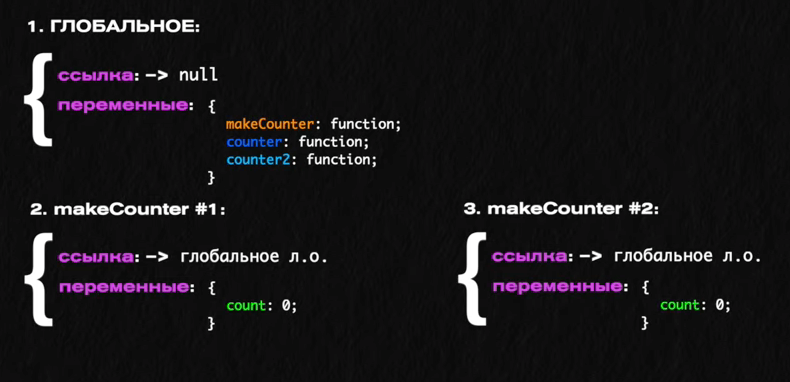 1. ГЛОБАЛЬНОЕ:
{
ссылка: -> null
переменные: {
makeCounter: function;
counter: function;
counter2: function;
}
2. makeCounter #1:
{
ссылка: -> глобальное л.о.
переменные: {
count: 0;
}
3. makeCounter #2:
{
ссылка: -> глобальное л.о.
переменные: {
count: 0;
}